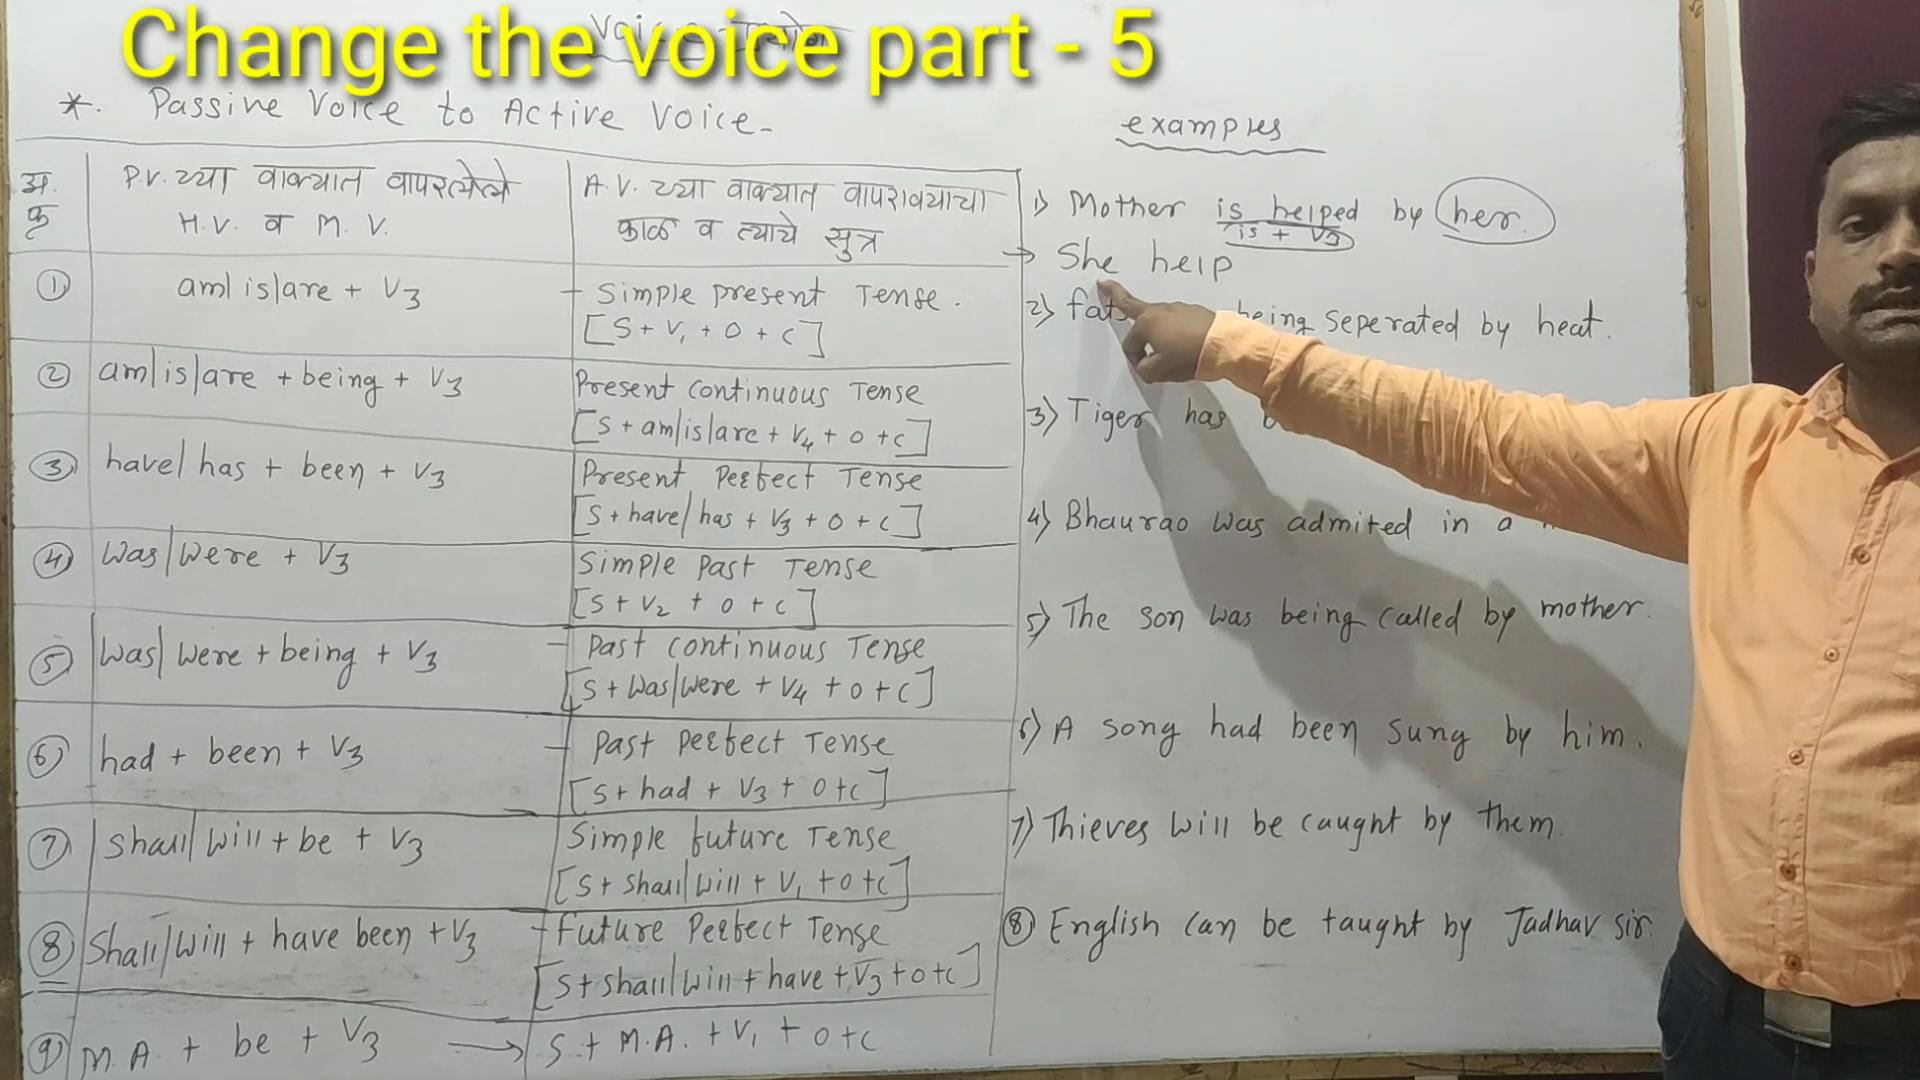 Change the voice part - 5
Voice - प्रयोग
*. Passive Voice to Active Voice-
examples
अ. क्र
P.V. च्या वाक्यात वापरलेले
H.V. व M. V.
A.V. च्या वाक्यात वापरावयाचा
काळ व त्याचे सुत्र
① am/is/are + V3
- Simple present Tense.
[S + V1 + O + C]
② am/is/are + being + V3
Present continuous Tense
[S + am/is/are + V4 + O + C]
③ have/has + been + V3
Present Perfect Tense
[S + have/has + V3 + O + C]
④ was/were + V3
Simple past Tense
[S + V2 + O + C]
⑤ was/were + being + V3
- Past continuous Tense
[S + was/were + V4 + O + C]
⑥ had + been + V3
- Past perfect Tense
[S + had + V3 + O + C]
⑦ shall/will + be + V3
Simple future Tense
[S + shall/will + V1 + O + C]
⑧ Shall/will + have been + V3
- future Perfect Tense
[S + shall/will + have + V3 + O + C]
⑨ M.A. + be + V3 → S + M.A. + V1 + O + C
1) Mother is helped by her.
is + V3
→ She help
2) fats being seperated by heat.
3) Tiger has
4) Bhaurao was admited in a
5) The son was being called by mother.
6) A song had been sung by him.
7) Thieves will be caught by them.
⑧ English can be taught by Jadhav sir.